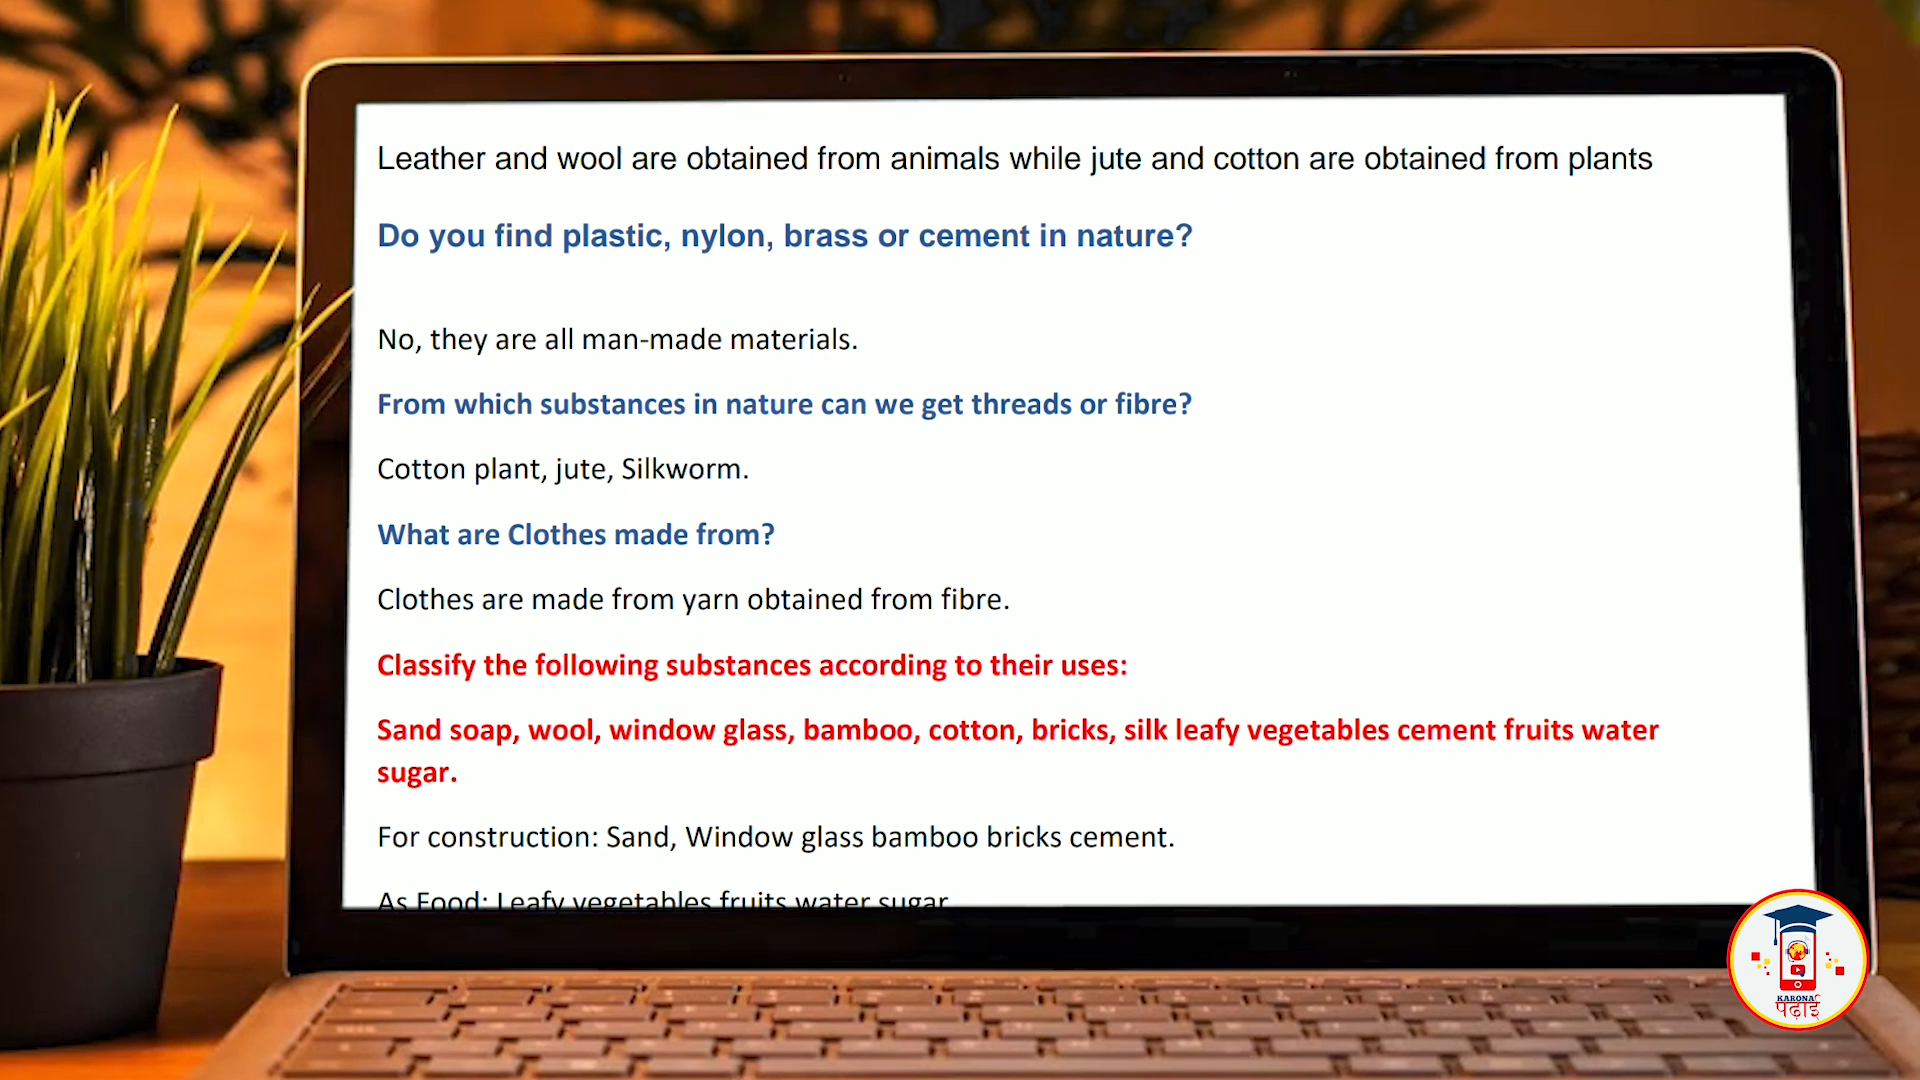 Leather and wool are obtained from animals while jute and cotton are obtained from plants
Do you find plastic, nylon, brass or cement in nature?
No, they are all man-made materials.
From which substances in nature can we get threads or fibre?
Cotton plant, jute, Silkworm.
What are Clothes made from?
Clothes are made from yarn obtained from fibre.
Classify the following substances according to their uses:
Sand soap, wool, window glass, bamboo, cotton, bricks, silk leafy vegetables cement fruits water
sugar.
For construction: Sand, Window glass bamboo bricks cement.
As Food: Leafy vegetables fruits water sugar
KARONA
पढ़ाई